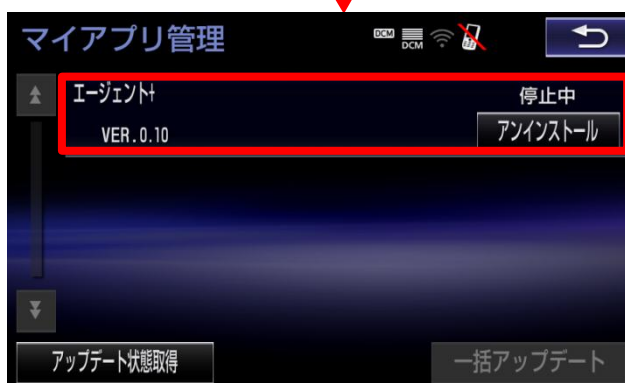 マイアプリ管理
DCM
DCM
エージェント+
停止中
VER.0.10
アンインストール
アップデート状態取得
一括アップデート